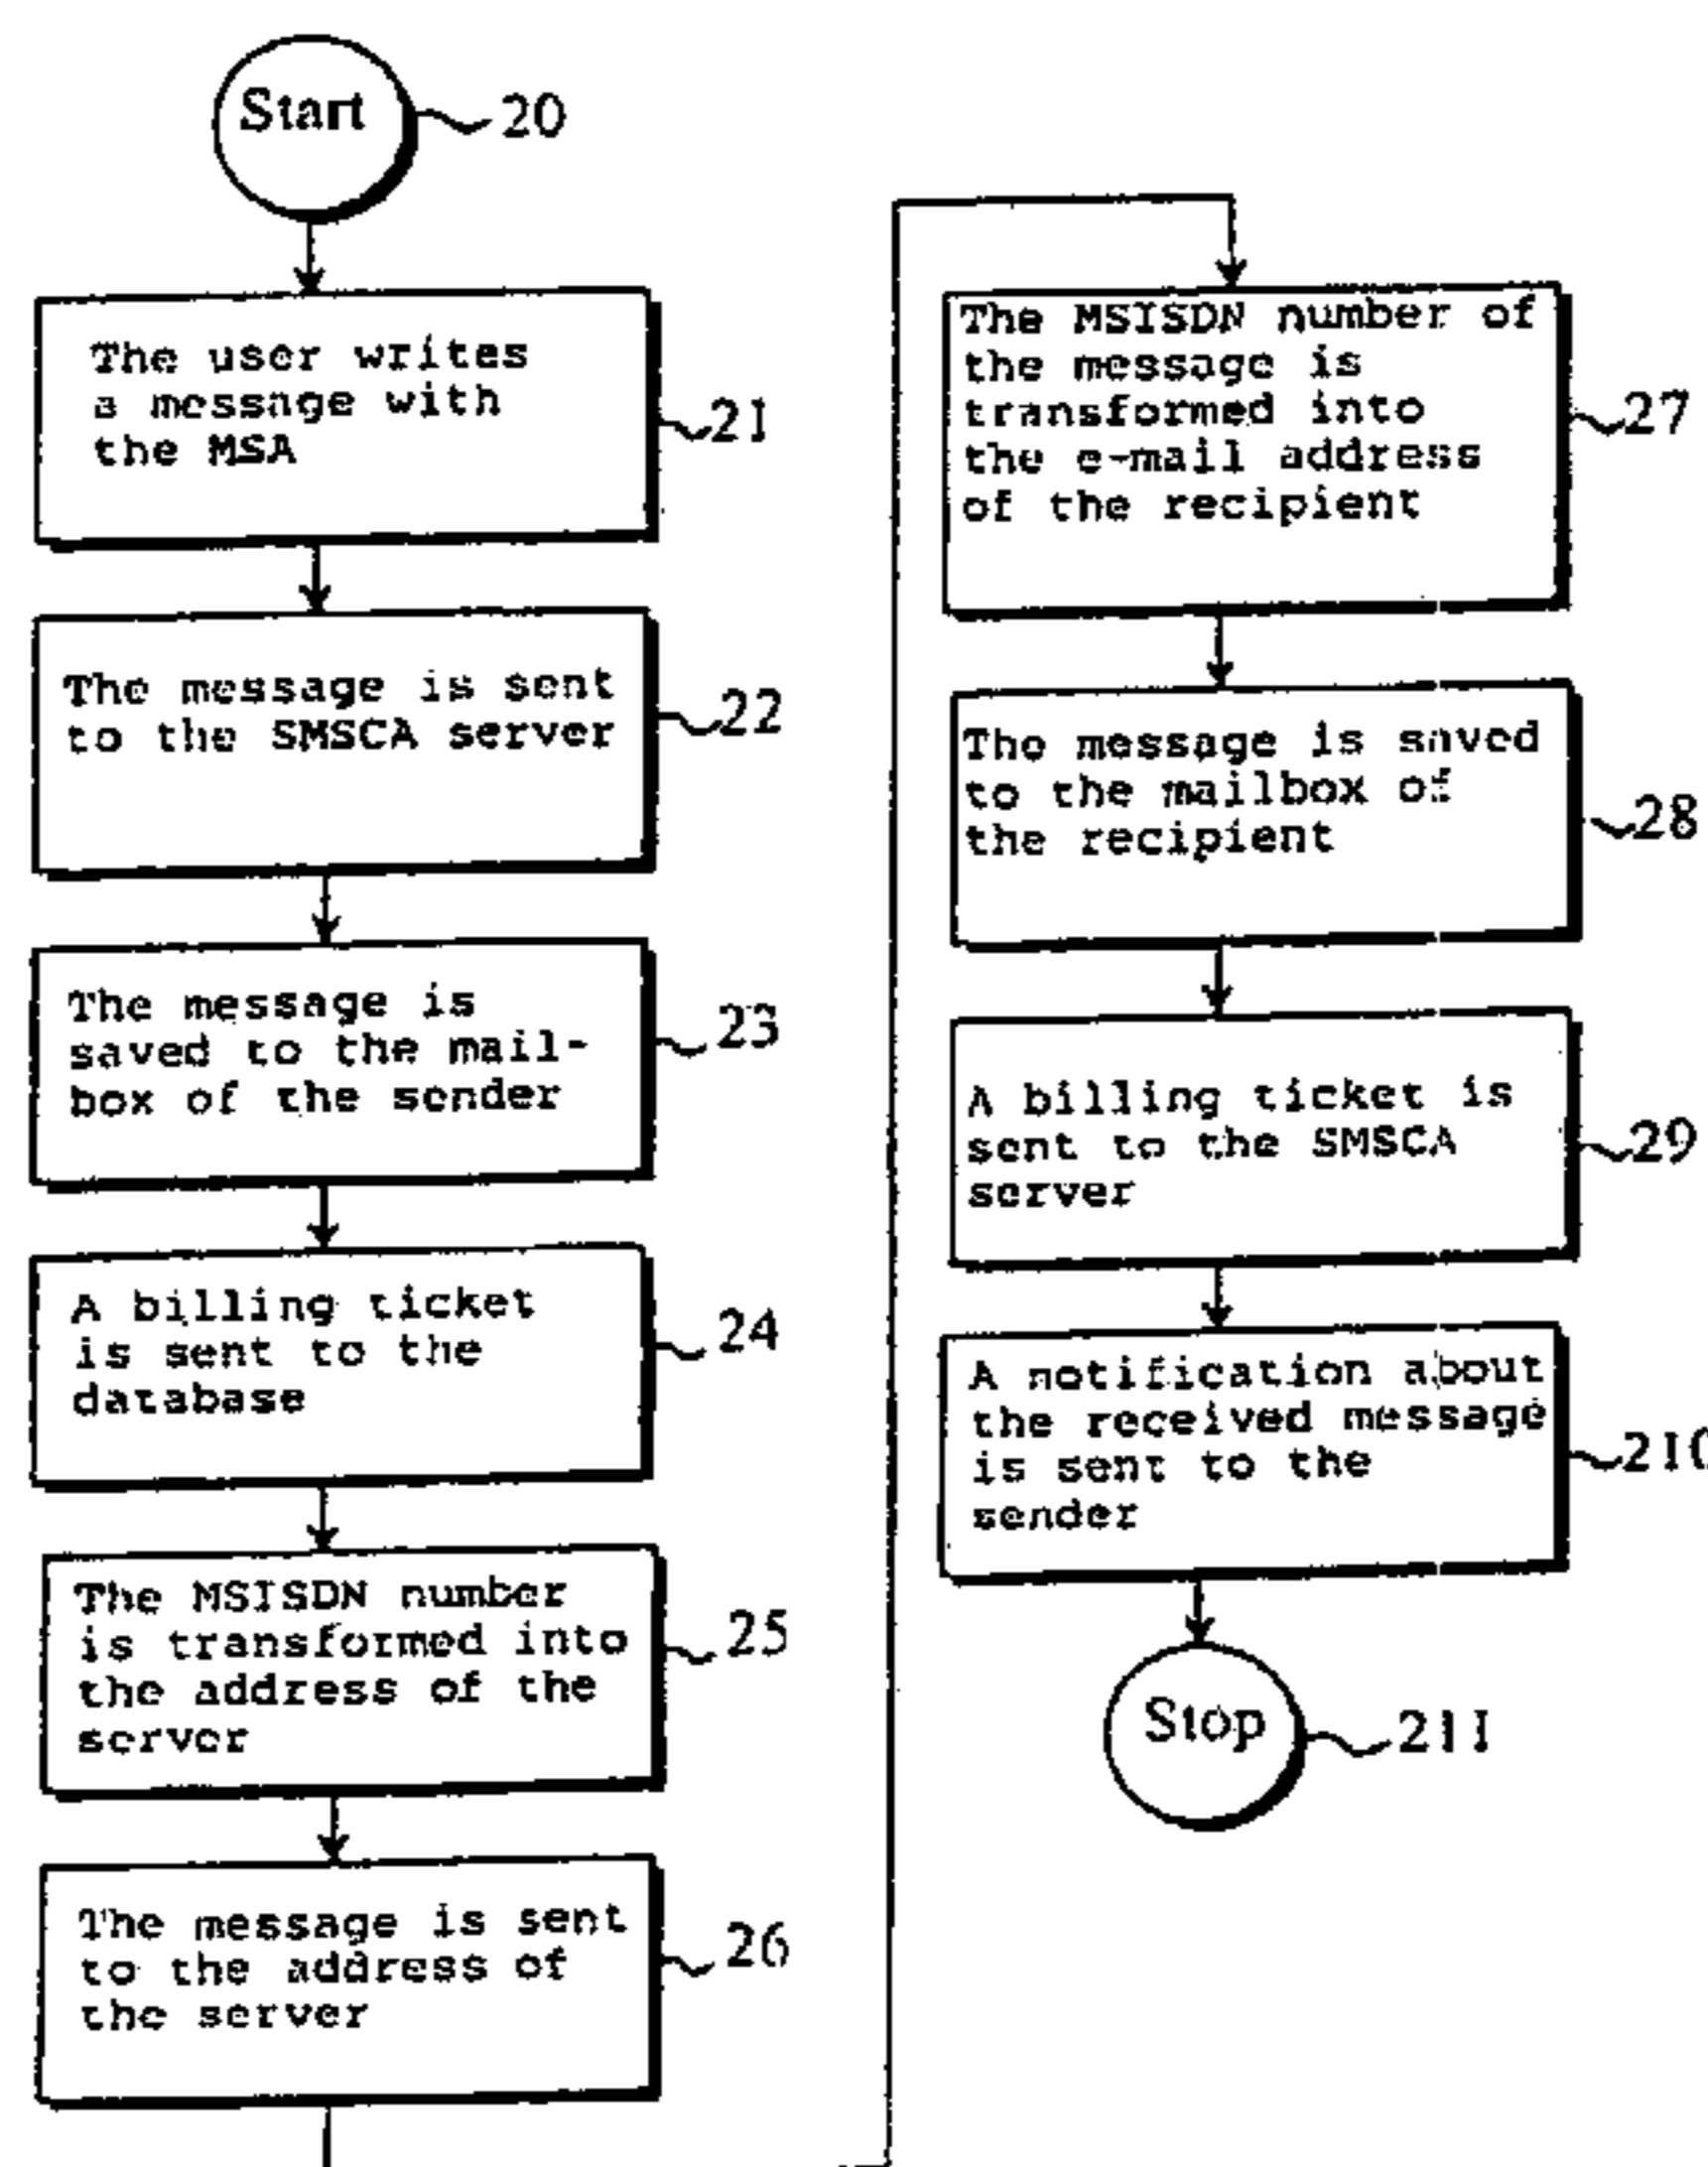 Start
20
The user writes
a message with
the MSA
21
The message is sent
to the SMSCA server
22
The message is
saved to the mail-
box of the sender
23
A billing ticket
is sent to the
database
24
The MSISDN number
is transformed into
the address of the
server
25
The message is sent
to the address of
the server
26
The MSISDN number of
the message is
transformed into
the e-mail address
of the recipient
27
The message is saved
to the mailbox of
the recipient
28
A billing ticket is
sent to the SMSCA
server
29
A notification about
the received message
is sent to the
sender
210
Stop
211